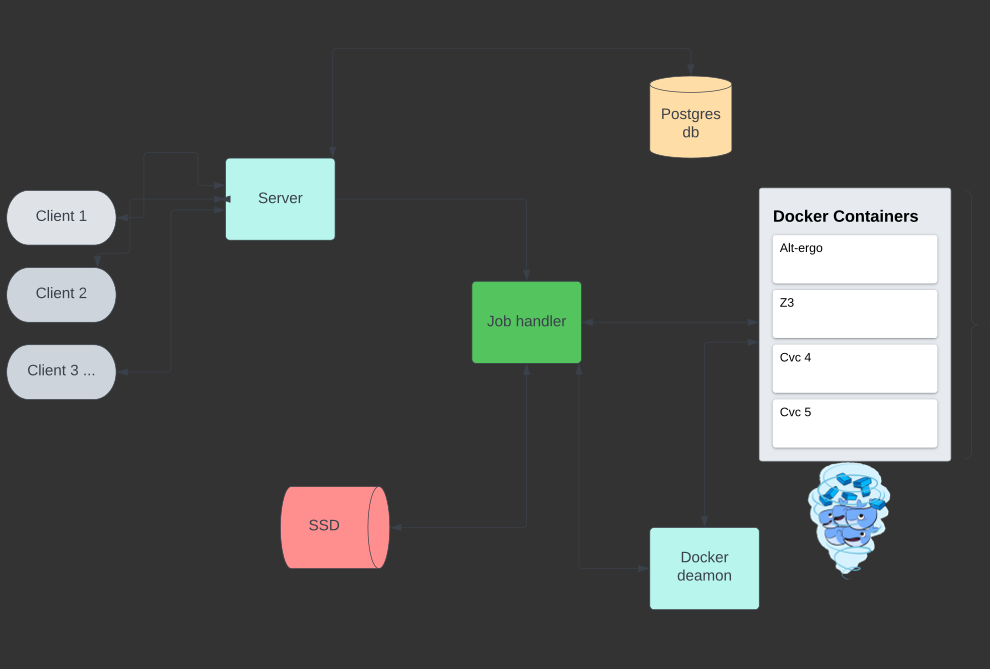 Postgres
db
Server
Client 1
Client 2
Client 3 ...
Job handler
Docker Containers
Alt-ergo
Z3
Cvc 4
Cvc 5
SSD
Docker
deamon